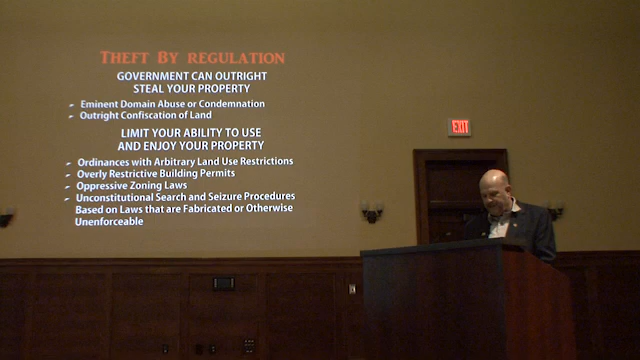 THEFT BY REGULATION
GOVERNMENT CAN OUTRIGHT
STEAL YOUR PROPERTY
Eminent Domain Abuse or Condemnation
Outright Confiscation of Land
LIMIT YOUR ABILITY TO USE
AND ENJOY YOUR PROPERTY
Ordinances with Arbitrary Land Use Restrictions
Overly Restrictive Building Permits
Oppressive Zoning Laws
Unconstitutional Search and Seizure Procedures
Based on Laws that are Fabricated or Otherwise
Unenforceable
EXIT